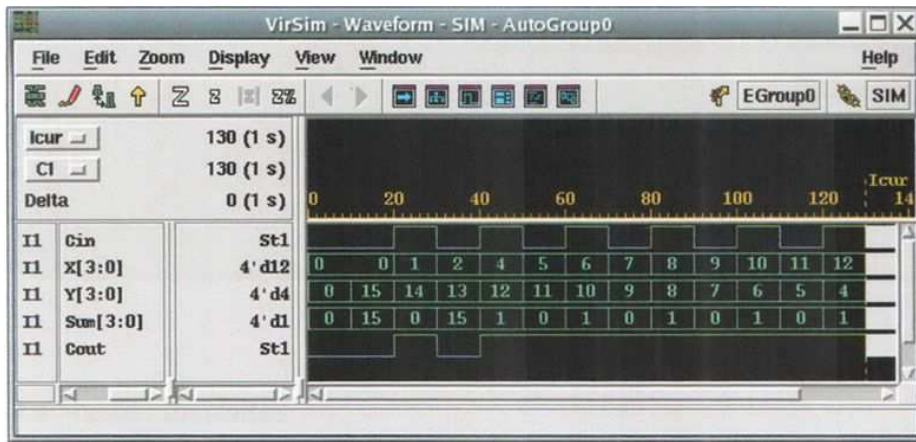 VirSim - Waveform - SIM - AutoGroup0
File Edit Zoom Display View Window Help
Z Z |Z| Z% EGroup0 SIM
Icur 130 (1 s)
C1 130 (1 s)
Delta 0 (1 s)
Icur
0 20 40 60 80 100 120 14
I1 Cin St1
I1 X[3:0] 4'd12 0 0 1 2 4 5 6 7 8 9 10 11 12
I1 Y[3:0] 4'd4 0 15 14 13 12 11 10 9 8 7 6 5 4
I1 Sum[3:0] 4'd1 0 15 0 15 1 0 1 0 1 0 1 0 1
I1 Cout St1